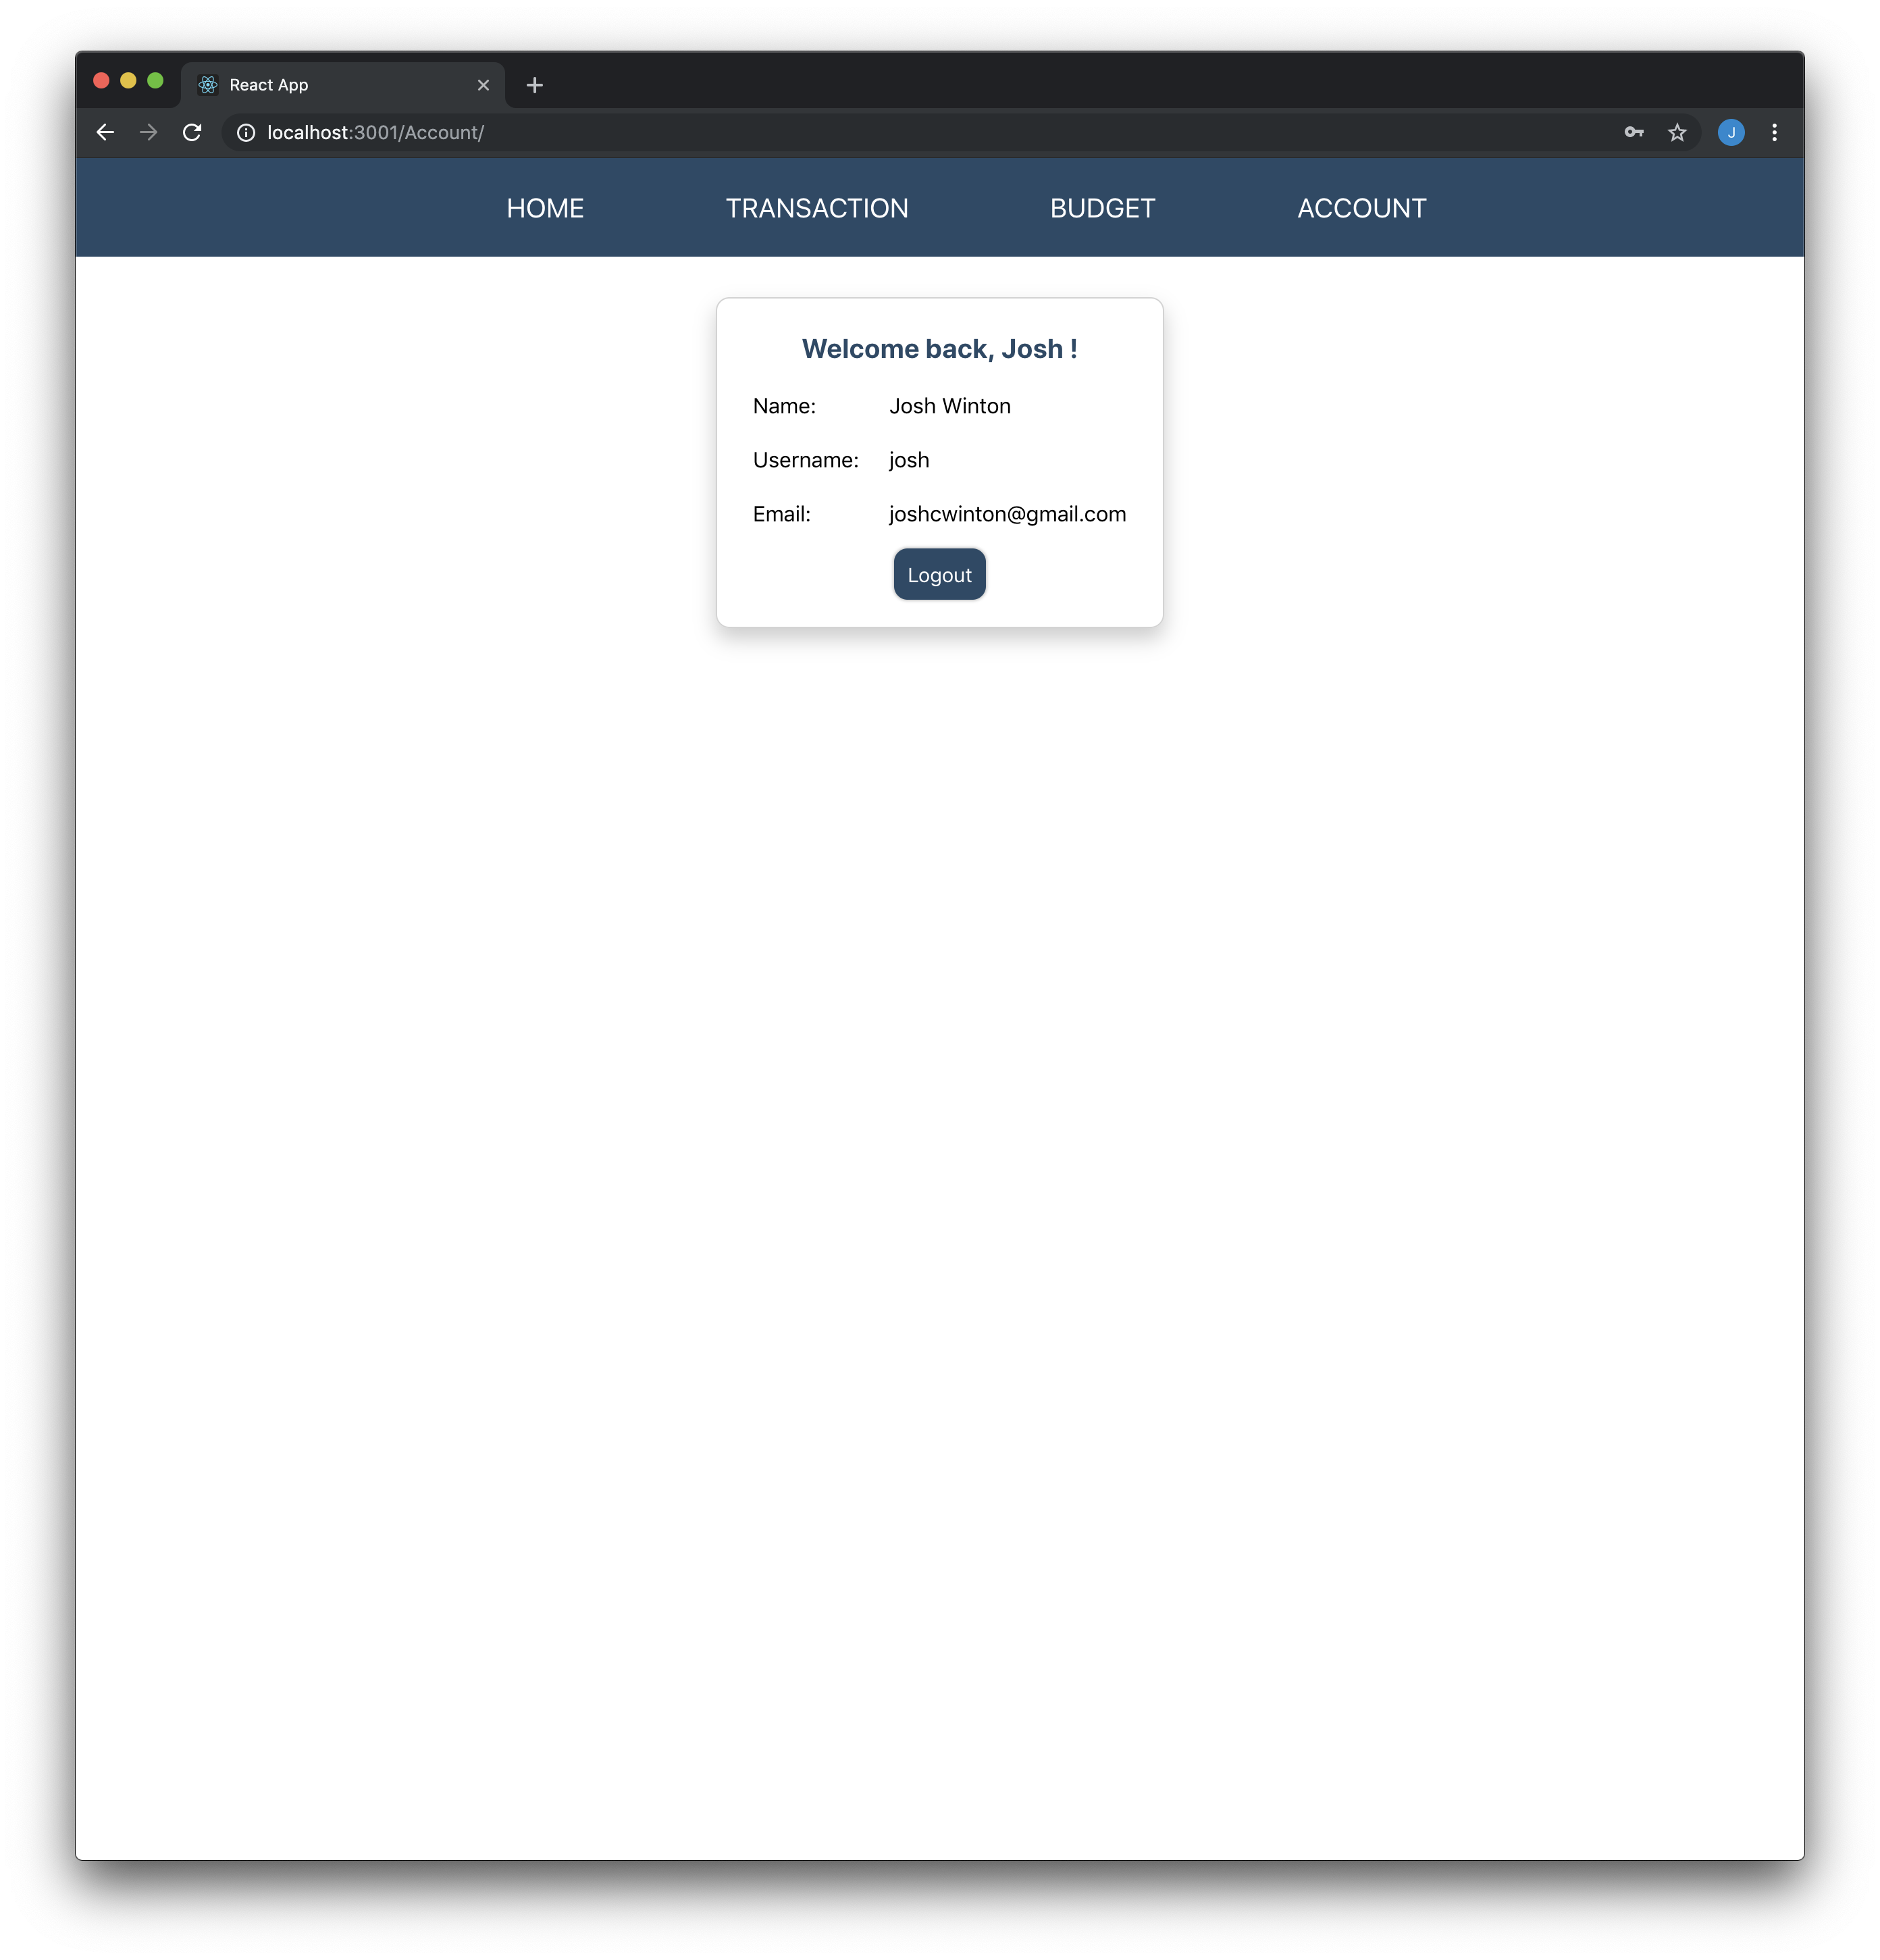 React App
localhost:3001/Account/
J
HOME TRANSACTION BUDGET ACCOUNT
Welcome back, Josh !
Name: Josh Winton
Username: josh
Email: joshcwinton@gmail.com
Logout